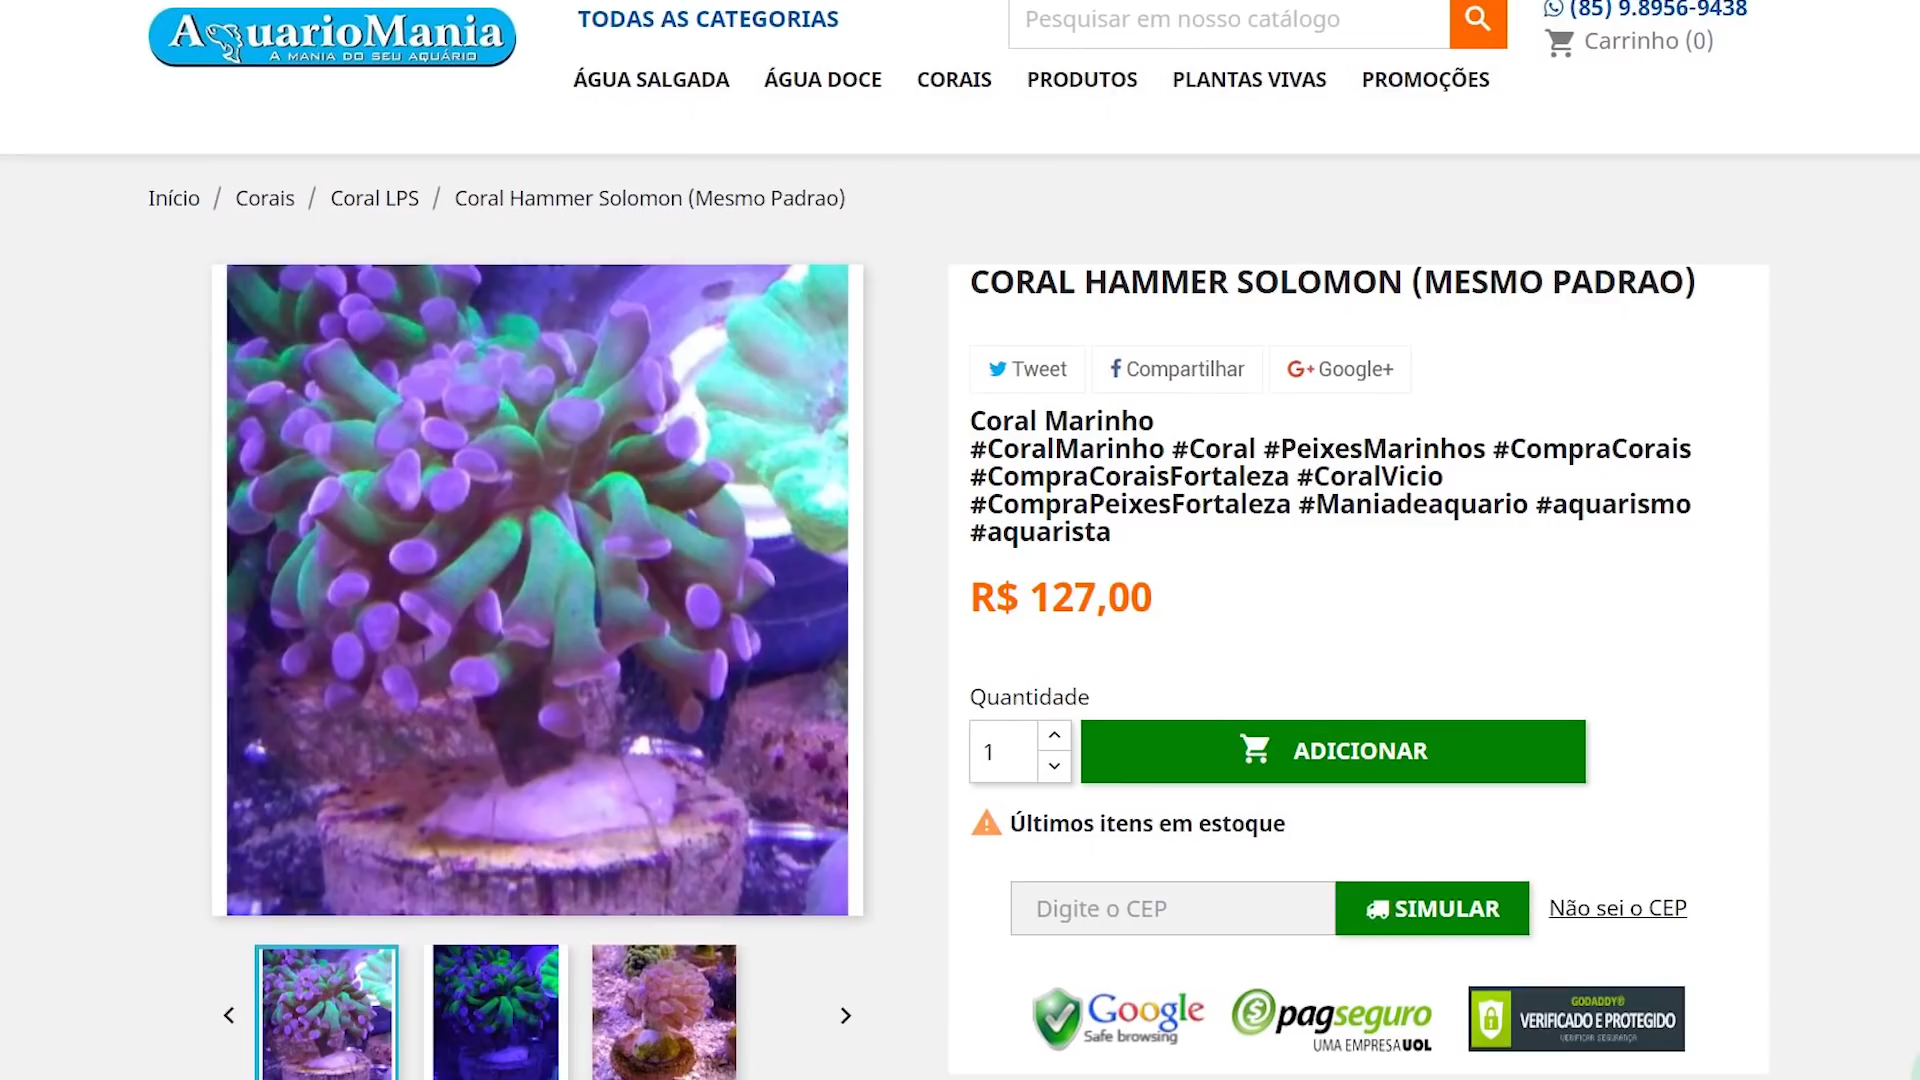 AquarioMania
A MANIA DO SEU AQUÁRIO
TODAS AS CATEGORIAS
Pesquisar em nosso catálogo
(85) 9.8956-9438
Carrinho (0)
ÁGUA SALGADA ÁGUA DOCE CORAIS PRODUTOS PLANTAS VIVAS PROMOÇÕES
Início / Corais / Coral LPS / Coral Hammer Solomon (Mesmo Padrao)
CORAL HAMMER SOLOMON (MESMO PADRAO)
Tweet Compartilhar G+ Google+
Coral Marinho
#CoralMarinho #Coral #PeixesMarinhos #CompraCorais
#CompraCoraisFortaleza #CoralVicio
#CompraPeixesFortaleza #Maniadeaquario #aquarismo
#aquarista
R$ 127,00
Quantidade
1
ADICIONAR
Últimos itens em estoque
Digite o CEP SIMULAR Não sei o CEP
Google
Safe browsing
pagseguro
UMA EMPRESA UOL
GODADDY®
VERIFICADO E PROTEGIDO
VERIFICAR SEGURANÇA